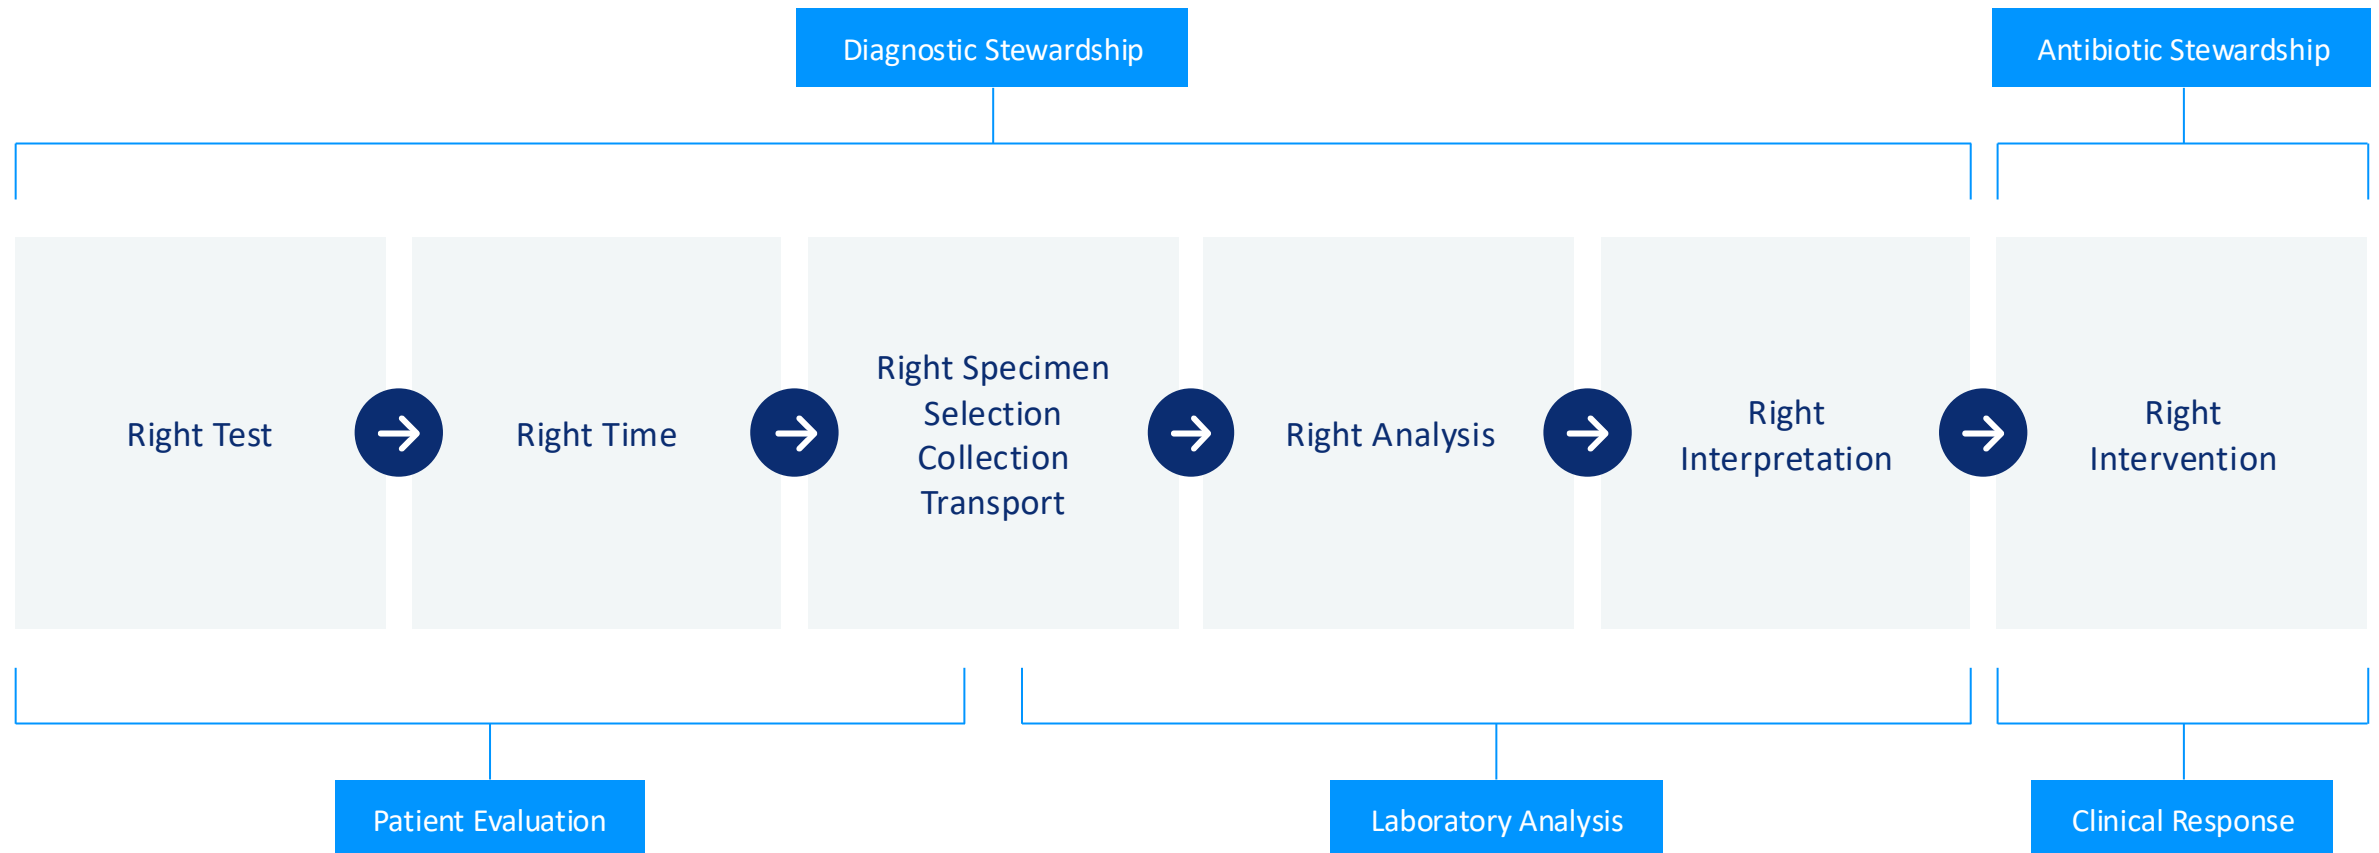 Diagnostic Stewardship
Antibiotic Stewardship
Right Test
Right Time
Right Specimen
Selection
Collection
Transport
Right Analysis
Right
Interpretation
Right
Intervention
Patient Evaluation
Laboratory Analysis
Clinical Response